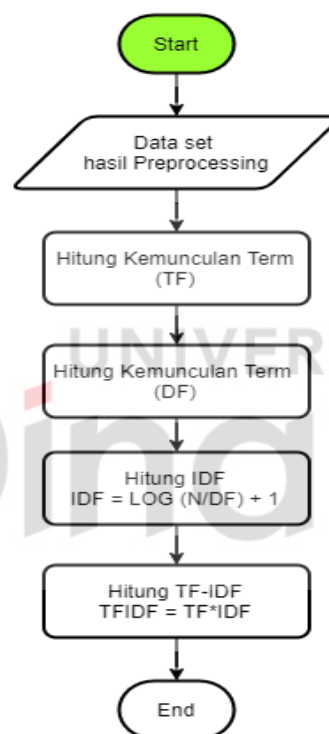 Start
Data set
hasil Preprocessing
Hitung Kemunculan Term
(TF)
UNIVER
Hitung Kemunculan Term
(DF)
ina
Hitung IDF
IDF = LOG (N/DF) + 1
Hitung TF-IDF
TFIDF = TF*IDF
End